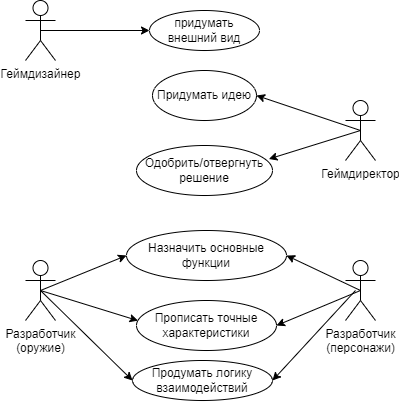 придумать
внешний вид
Геймдизайнер
Придумать идею
Одобрить/отвергнуть
решение
Геймдиректор
Назначить основные
функции
Разработчик
(оружие)
Прописать точные
характеристики
Разработчик
(персонажи)
Продумать логику
взаимодействий